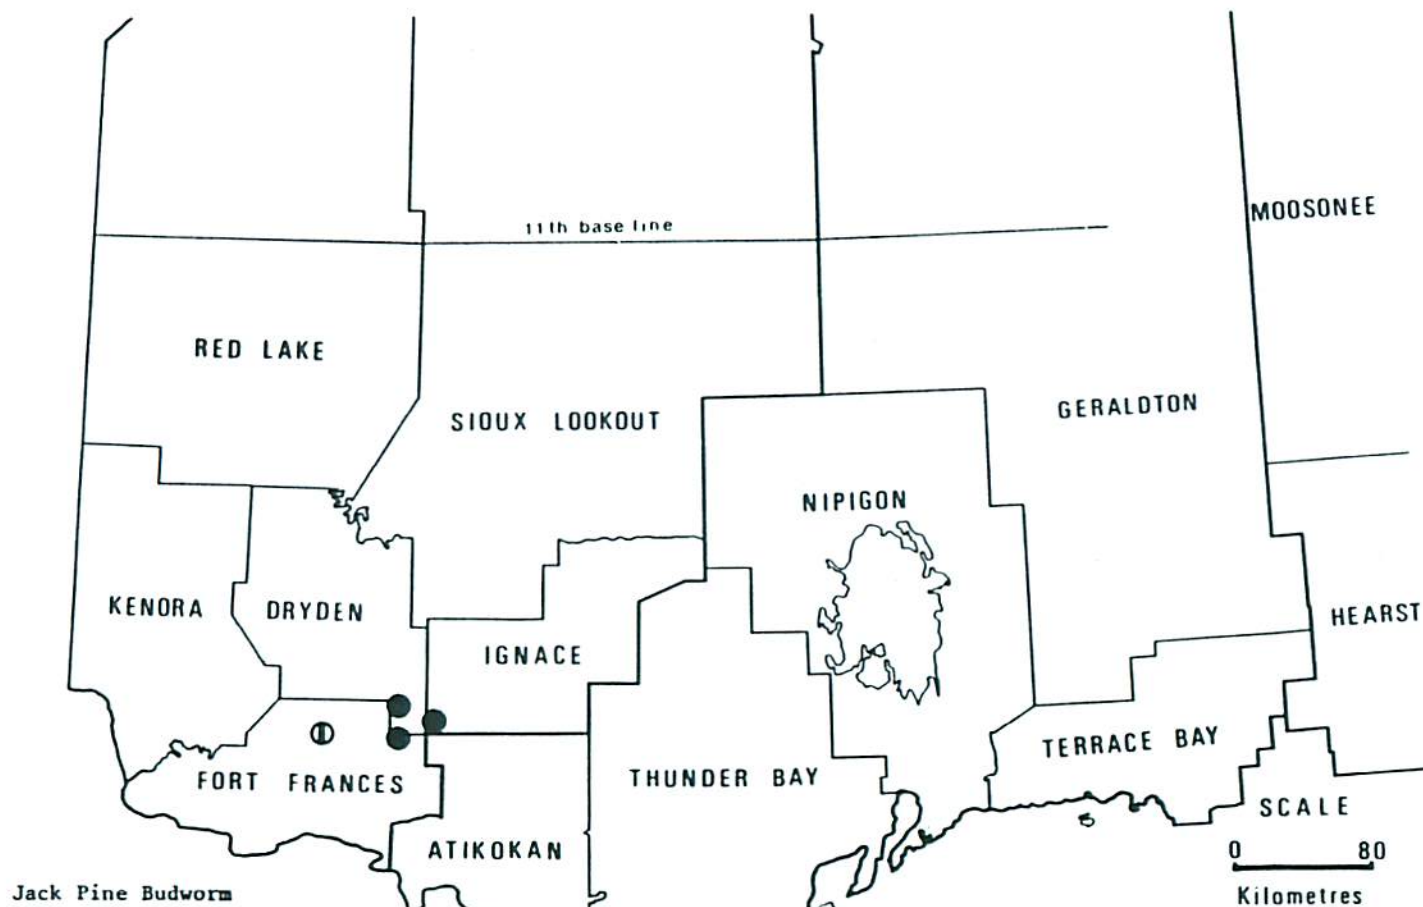 11th base line
MOOSONEE
RED LAKE
SIOUX LOOKOUT
GERALDTON
NIPIGON
KENORA
DRYDEN
IGNACE
HEARST
FORT FRANCES
THUNDER BAY
TERRACE BAY
ATIKOKAN
SCALE
0 80
Kilometres
Jack Pine Budworm